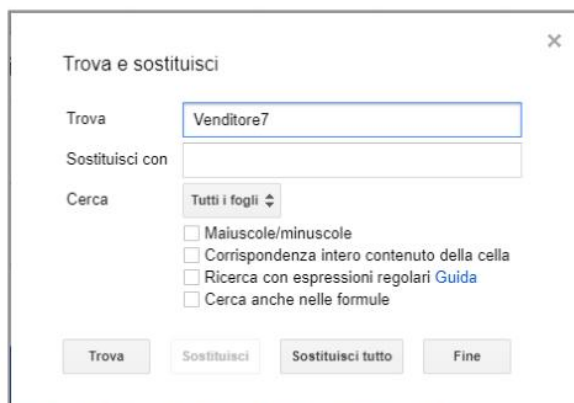 Trova e sostituisci
Trova Venditore7
Sostituisci con
Cerca Tutti i fogli
Maiuscole/minuscole
Corrispondenza intero contenuto della cella
Ricerca con espressioni regolari Guida
Cerca anche nelle formule
Trova Sostituisci Sostituisci tutto Fine